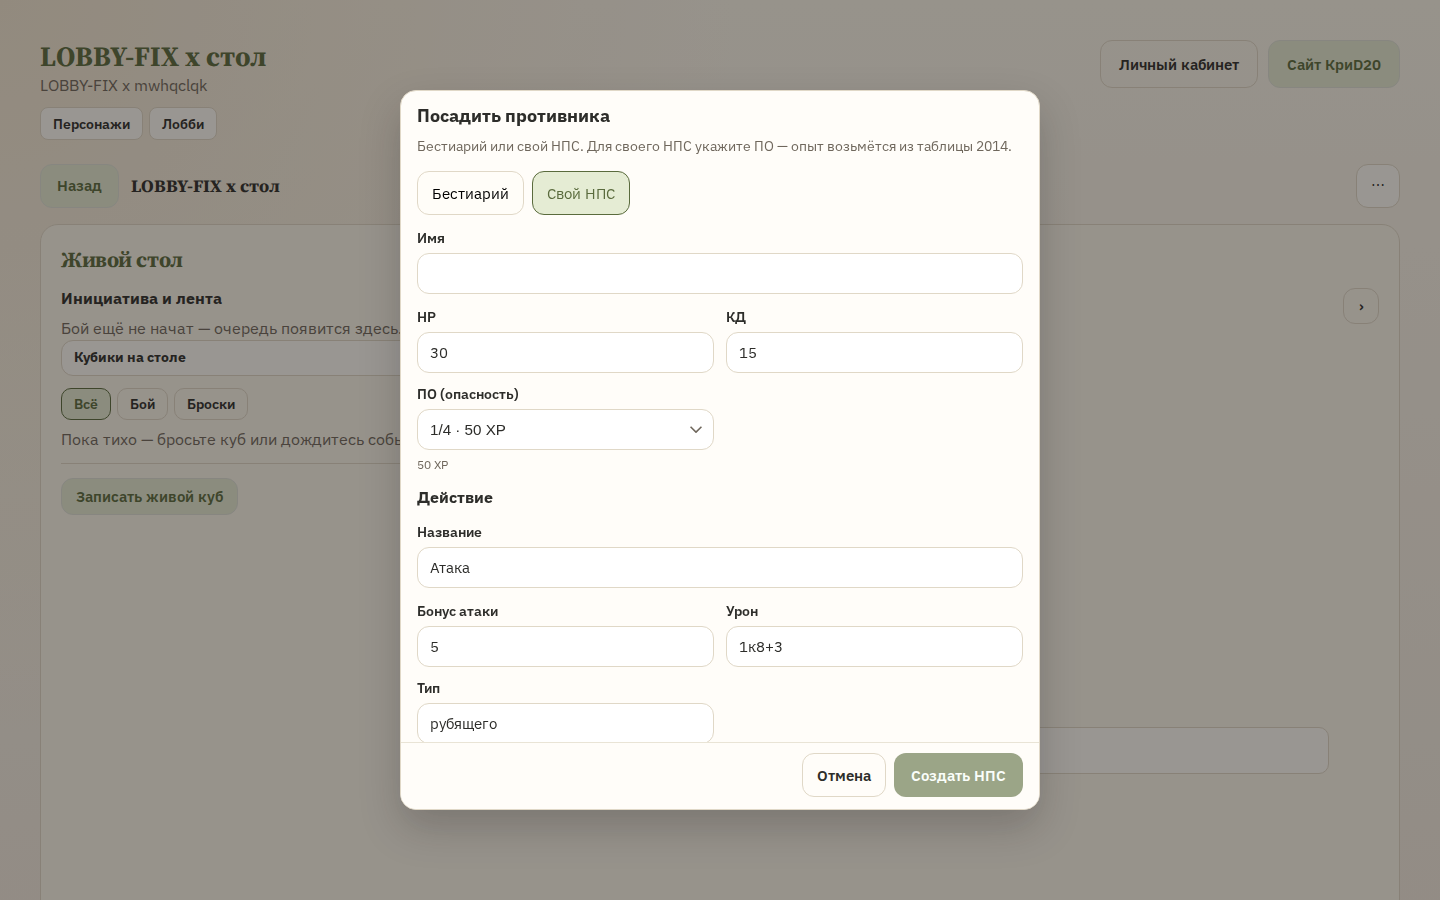 LOBBY-FIX x стол
LOBBY-FIX x mwhqclqk
Персонажи
Лобби
Личный кабинет
Сайт КриD20
Назад
LOBBY-FIX x стол
...
Живой стол
Инициатива и лента
Бой ещё не начат — очередь появится здесь.
Кубики на столе
Всё
Бой
Броски
Пока тихо — бросьте куб или дождитесь собы
Записать живой куб
›
Посадить противника
Бестиарий или свой НПС. Для своего НПС укажите ПО — опыт возьмётся из таблицы 2014.
Бестиарий
Свой НПС
Имя
HP
КД
30
15
ПО (опасность)
1/4 · 50 XP
50 XP
Действие
Название
Атака
Бонус атаки
Урон
5
1к8+3
Тип
рубящего
Отмена
Создать НПС